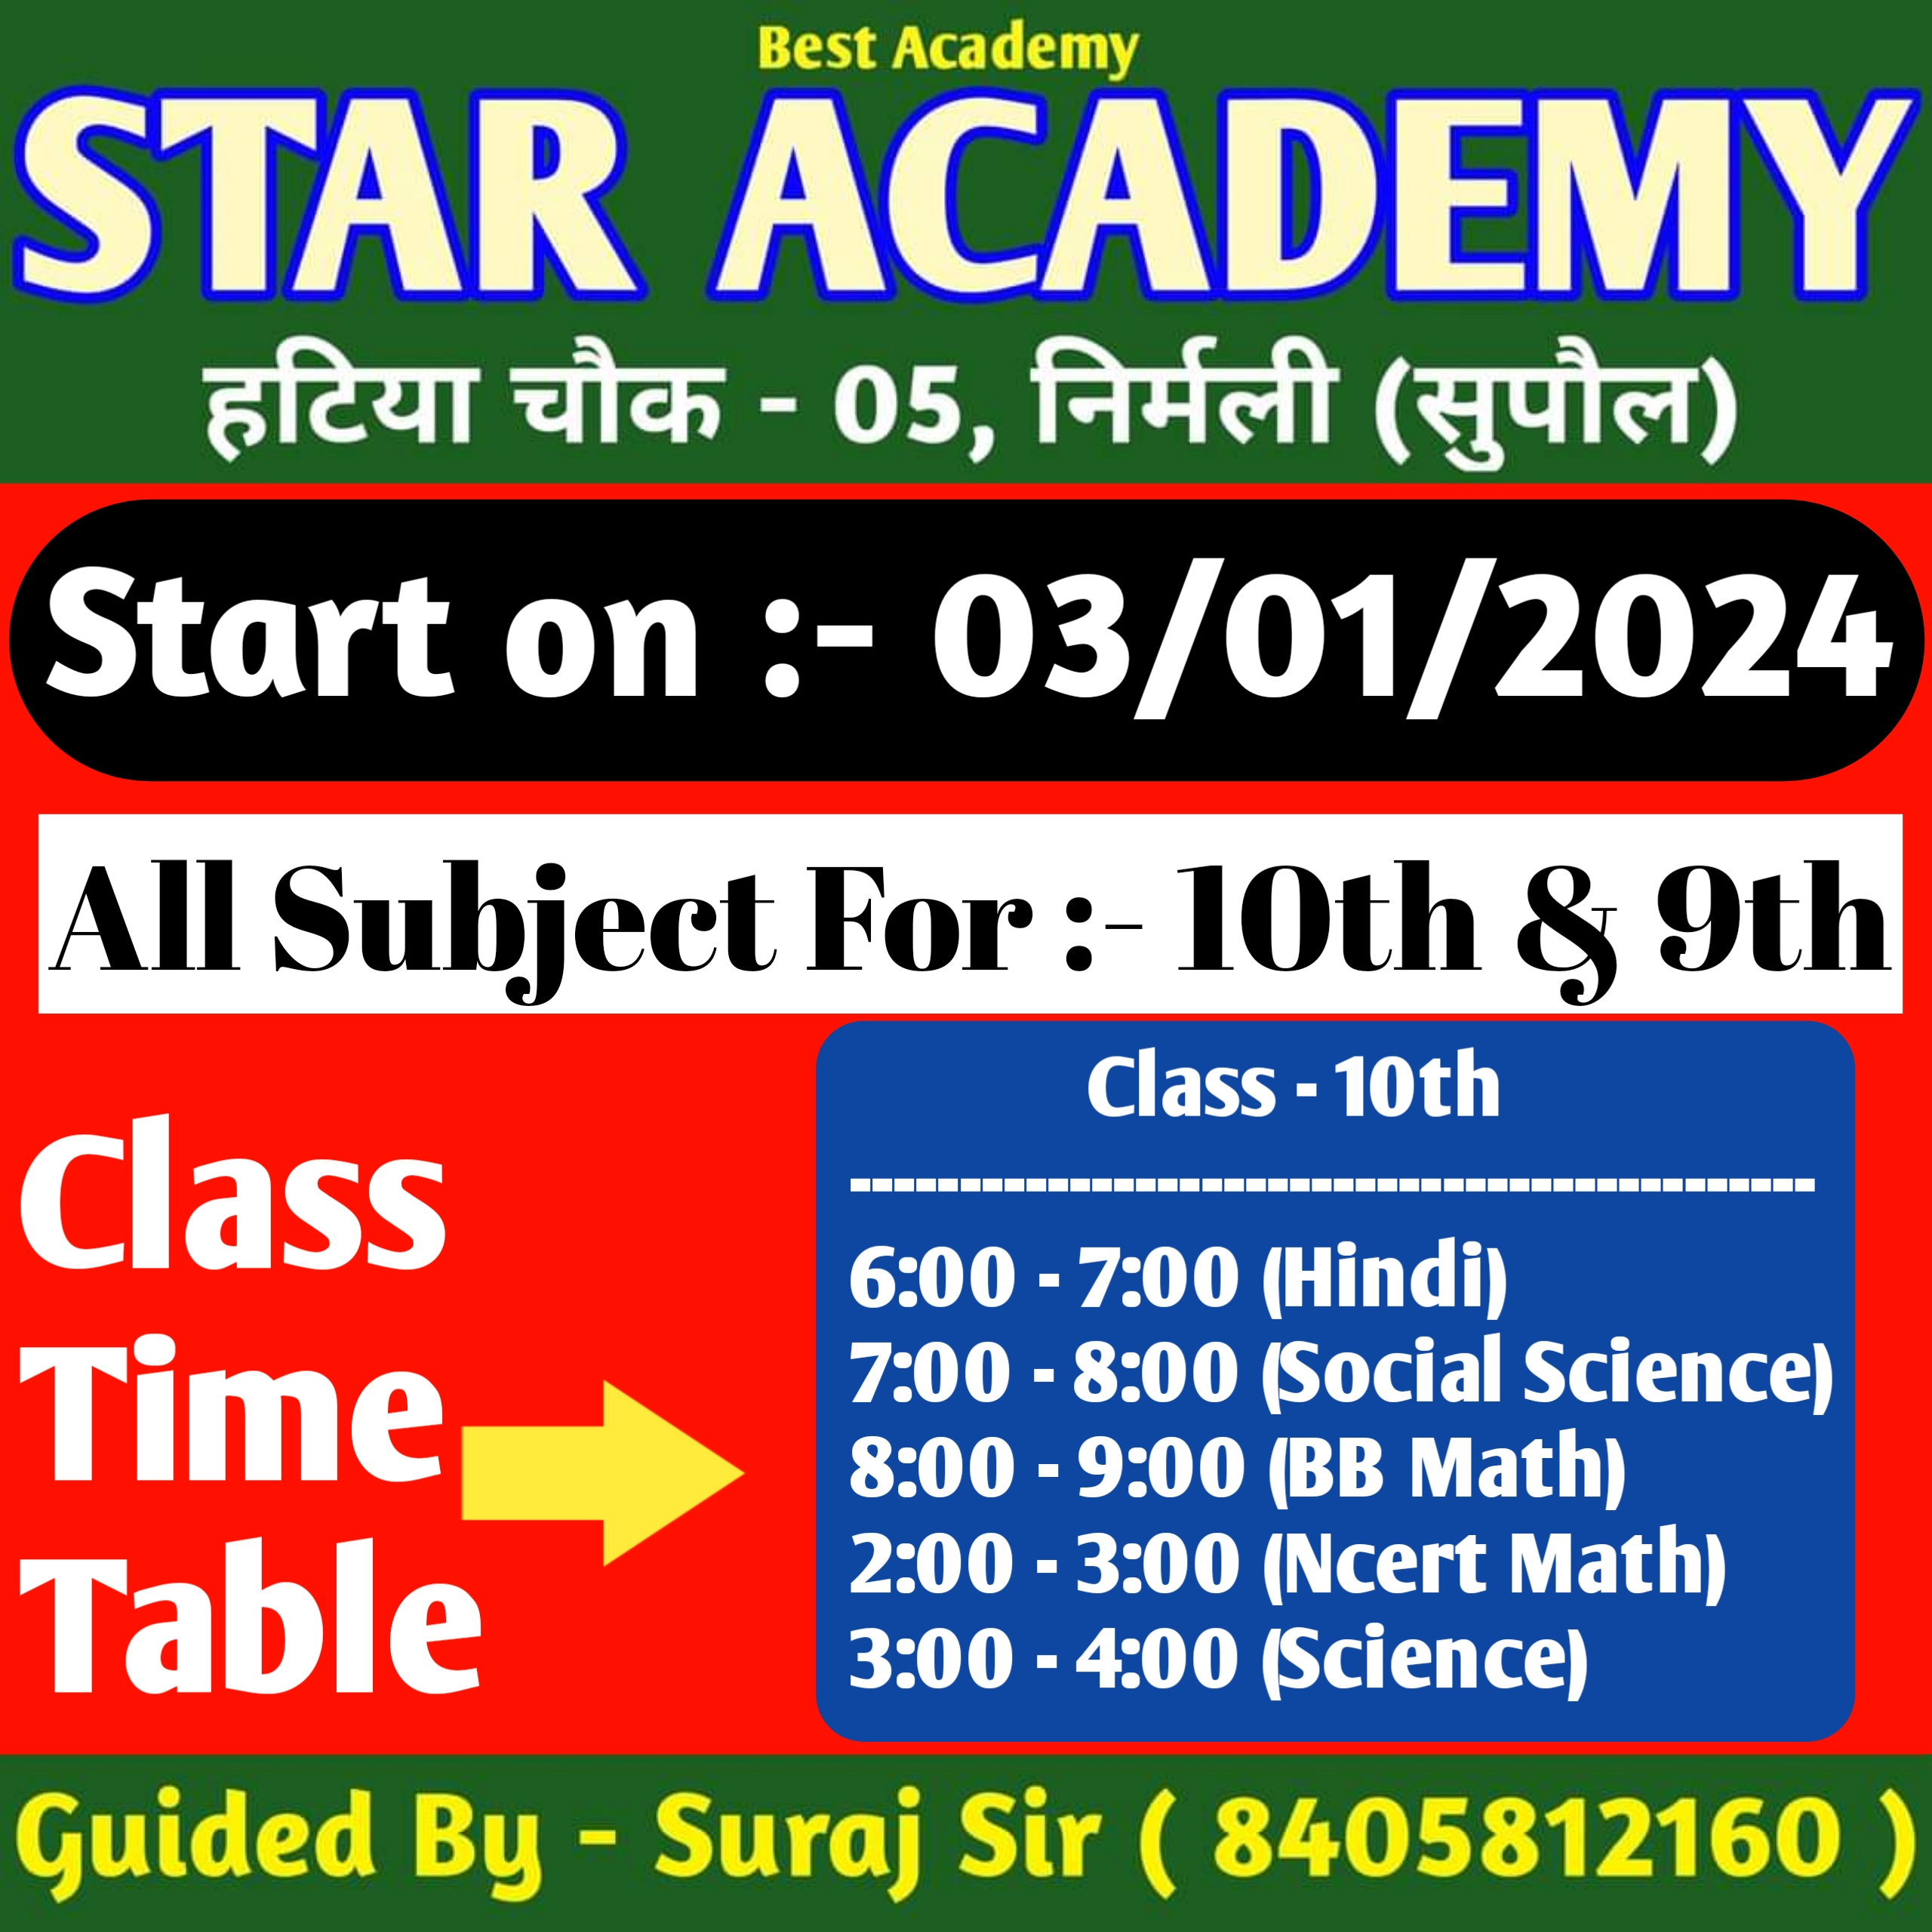 Best Academy
STAR ACADEMY
हटिया चौक - 05, निर्मली (सुपौल)
Start on :- 03/01/2024
All Subject For :- 10th & 9th
Class
Time
Table
Class - 10th
--------------------------------------------
6:00 - 7:00 (Hindi)
7:00 - 8:00 (Social Science)
8:00 - 9:00 (BB Math)
2:00 - 3:00 (Ncert Math)
3:00 - 4:00 (Science)
Guided By - Suraj Sir ( 8405812160 )